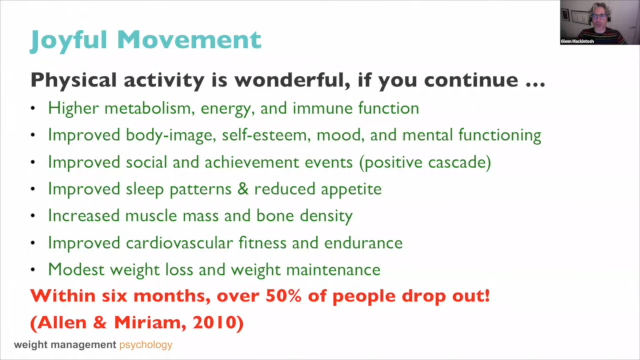 Joyful Movement
Glenn Mackintosh
Physical activity is wonderful, if you continue …
• Higher metabolism, energy, and immune function
• Improved body-image, self-esteem, mood, and mental functioning
• Improved social and achievement events (positive cascade)
• Improved sleep patterns & reduced appetite
• Increased muscle mass and bone density
• Improved cardiovascular fitness and endurance
• Modest weight loss and weight maintenance
Within six months, over 50% of people drop out!
(Allen & Miriam, 2010)
weight management psychology